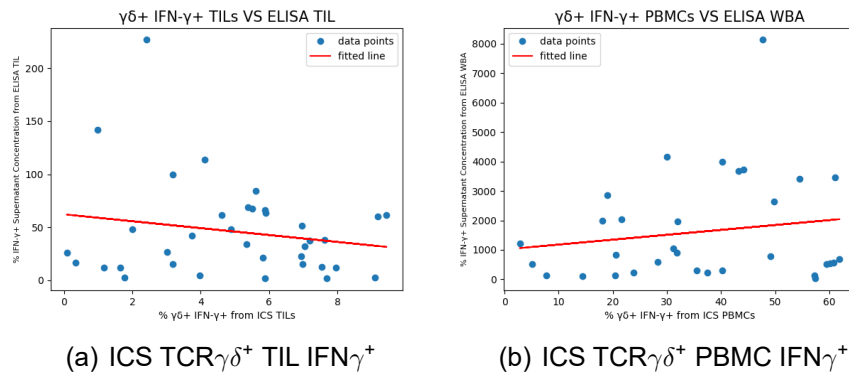 γδ+ IFN-γ+ TILs VS ELISA TIL
% IFN-γ+ Supernatant Concentration from ELISA TIL
200
150
100
50
0
data points
fitted line
0 2 4 6 8
% γδ+ IFN-γ+ from ICS TILs
(a) ICS TCRγδ⁺ TIL IFNγ⁺
γδ+ IFN-γ+ PBMCs VS ELISA WBA
% IFN-γ+ Supernatant Concentration from ELISA WBA
8000
7000
6000
5000
4000
3000
2000
1000
0
data points
fitted line
0 10 20 30 40 50 60
% γδ+ IFN-γ+ from ICS PBMCs
(b) ICS TCRγδ⁺ PBMC IFNγ⁺